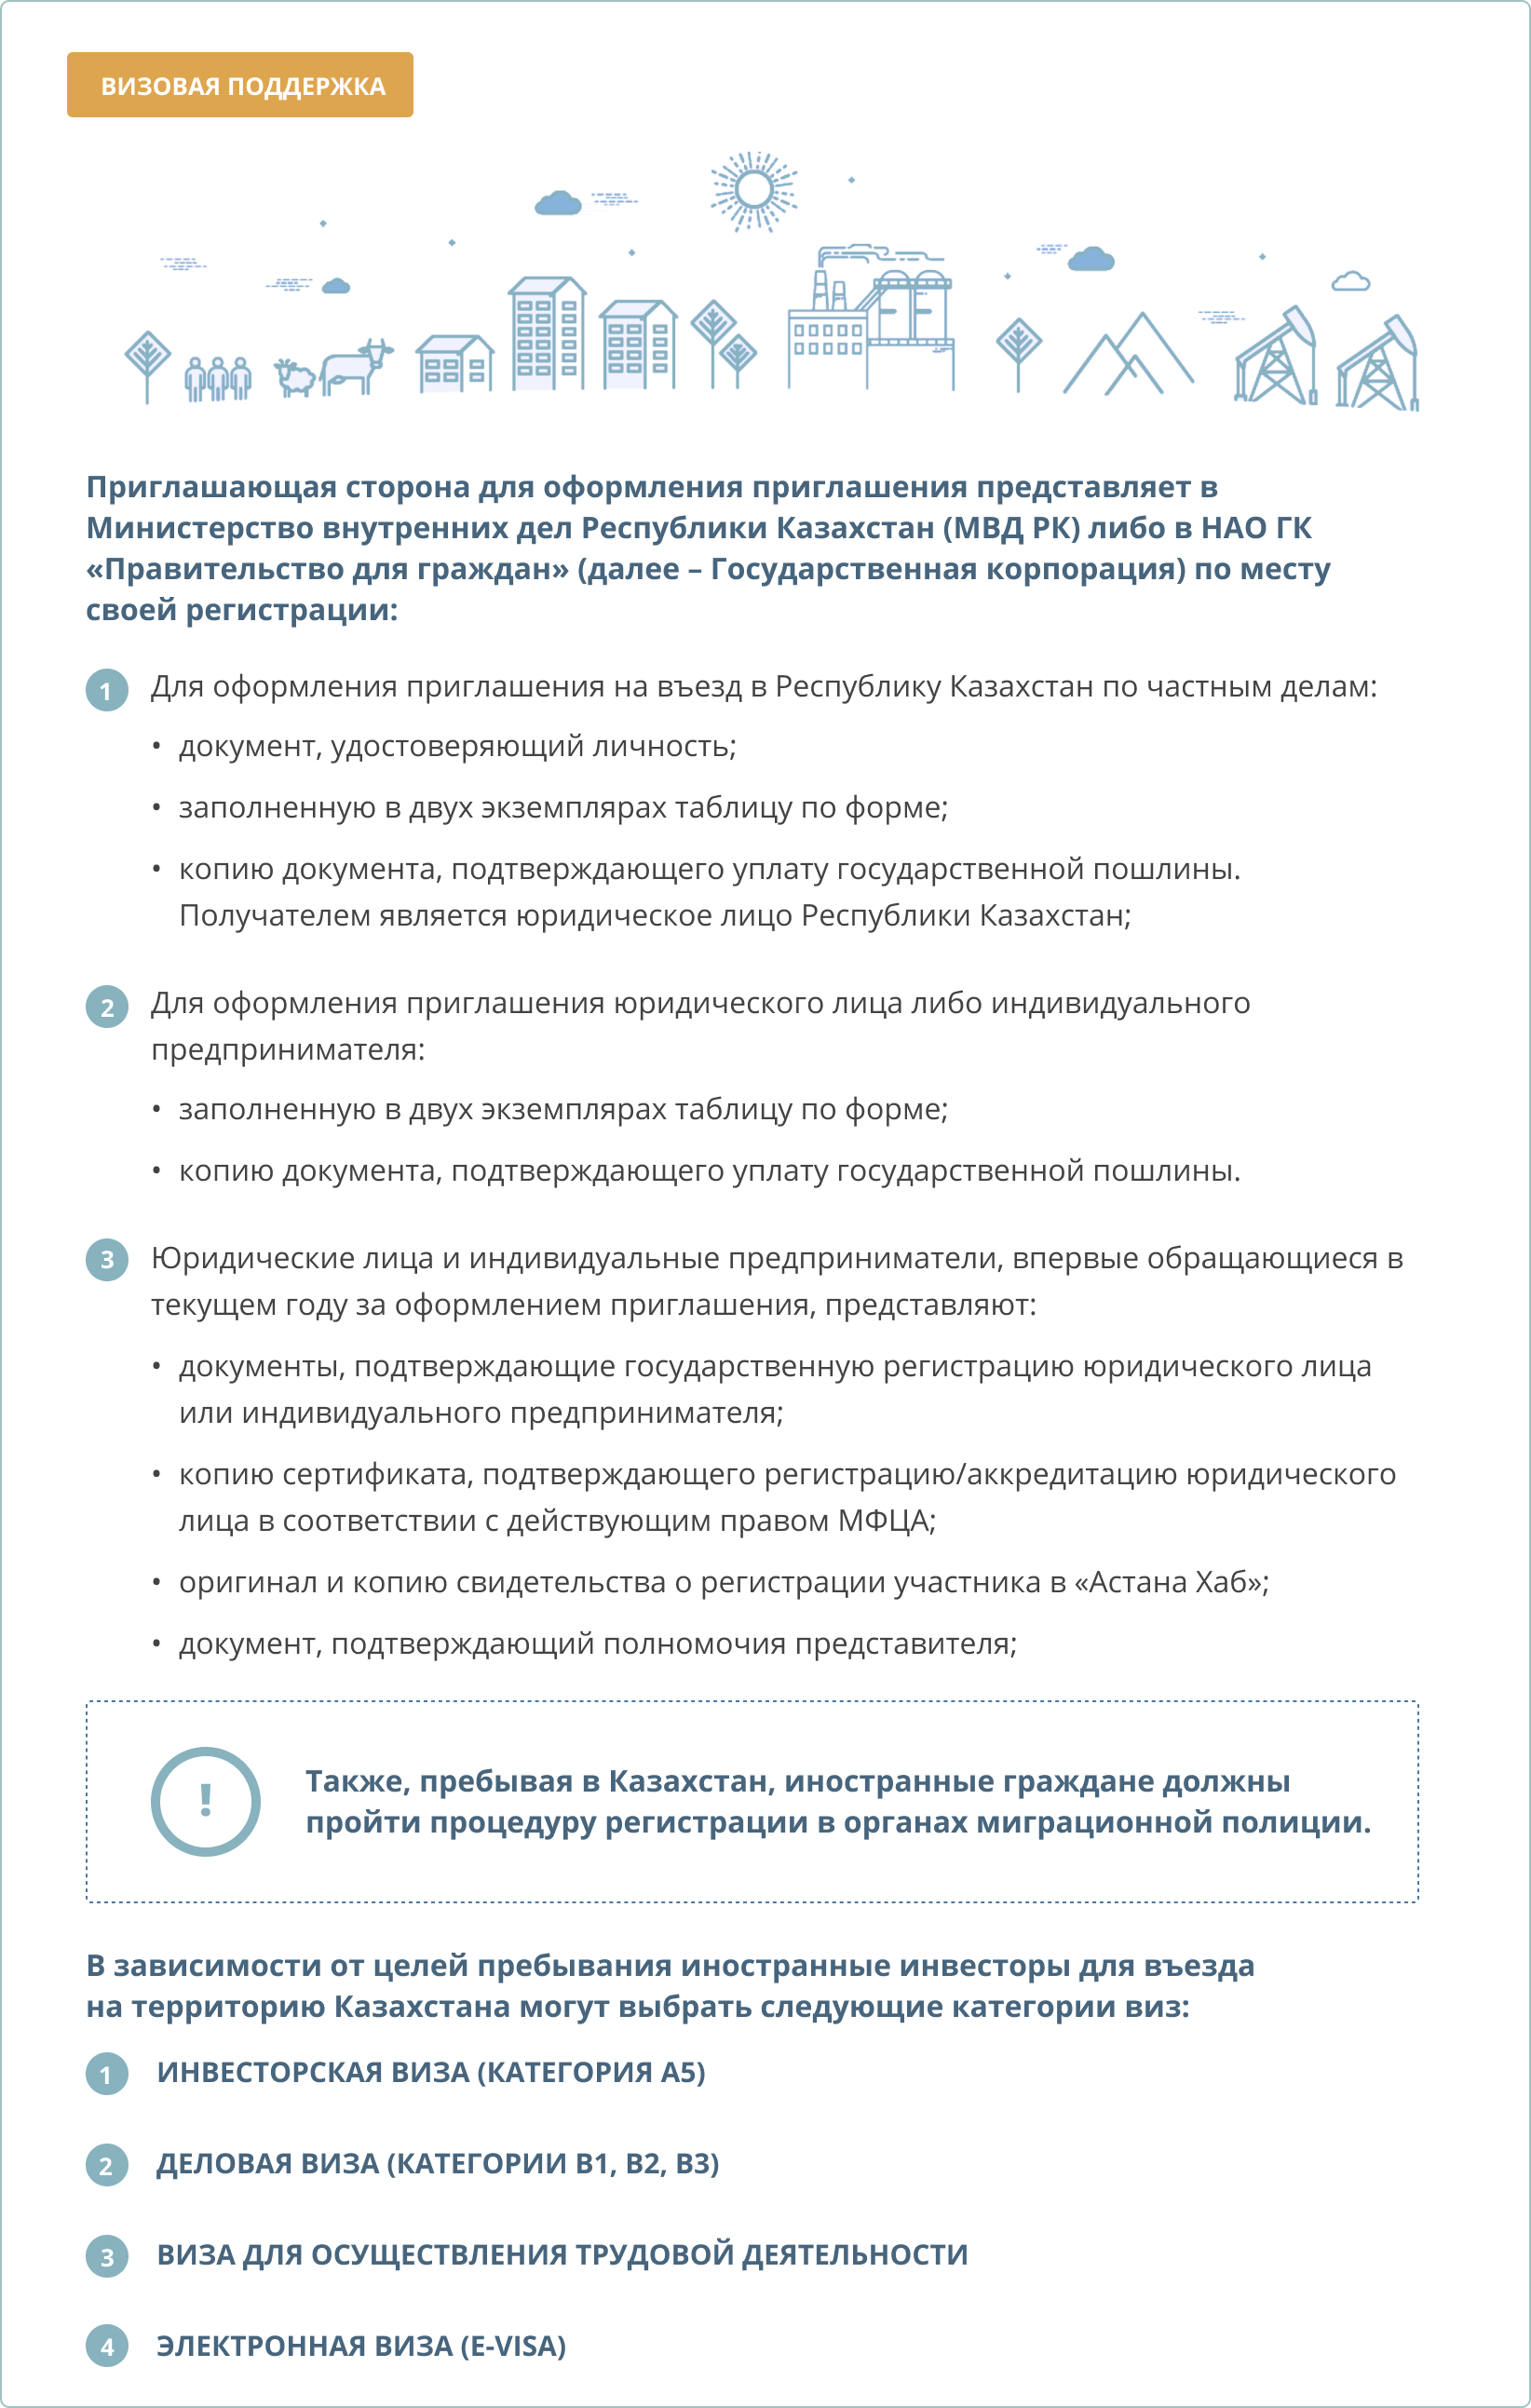 ВИЗОВАЯ ПОДДЕРЖКА
Приглашающая сторона для оформления приглашения представляет в
Министерство внутренних дел Республики Казахстан (МВД РК) либо в НАО ГК
«Правительство для граждан» (далее – Государственная корпорация) по месту
своей регистрации:
1 Для оформления приглашения на въезд в Республику Казахстан по частным делам:
• документ, удостоверяющий личность;
• заполненную в двух экземплярах таблицу по форме;
• копию документа, подтверждающего уплату государственной пошлины.
Получателем является юридическое лицо Республики Казахстан;
2 Для оформления приглашения юридического лица либо индивидуального
предпринимателя:
• заполненную в двух экземплярах таблицу по форме;
• копию документа, подтверждающего уплату государственной пошлины.
3 Юридические лица и индивидуальные предприниматели, впервые обращающиеся в
текущем году за оформлением приглашения, представляют:
• документы, подтверждающие государственную регистрацию юридического лица
или индивидуального предпринимателя;
• копию сертификата, подтверждающего регистрацию/аккредитацию юридического
лица в соответствии с действующим правом МФЦА;
• оригинал и копию свидетельства о регистрации участника в «Астана Хаб»;
• документ, подтверждающий полномочия представителя;
! Также, пребывая в Казахстан, иностранные граждане должны
пройти процедуру регистрации в органах миграционной полиции.
В зависимости от целей пребывания иностранные инвесторы для въезда
на территорию Казахстана могут выбрать следующие категории виз:
1 ИНВЕСТОРСКАЯ ВИЗА (КАТЕГОРИЯ А5)
2 ДЕЛОВАЯ ВИЗА (КАТЕГОРИИ В1, В2, В3)
3 ВИЗА ДЛЯ ОСУЩЕСТВЛЕНИЯ ТРУДОВОЙ ДЕЯТЕЛЬНОСТИ
4 ЭЛЕКТРОННАЯ ВИЗА (E-VISA)